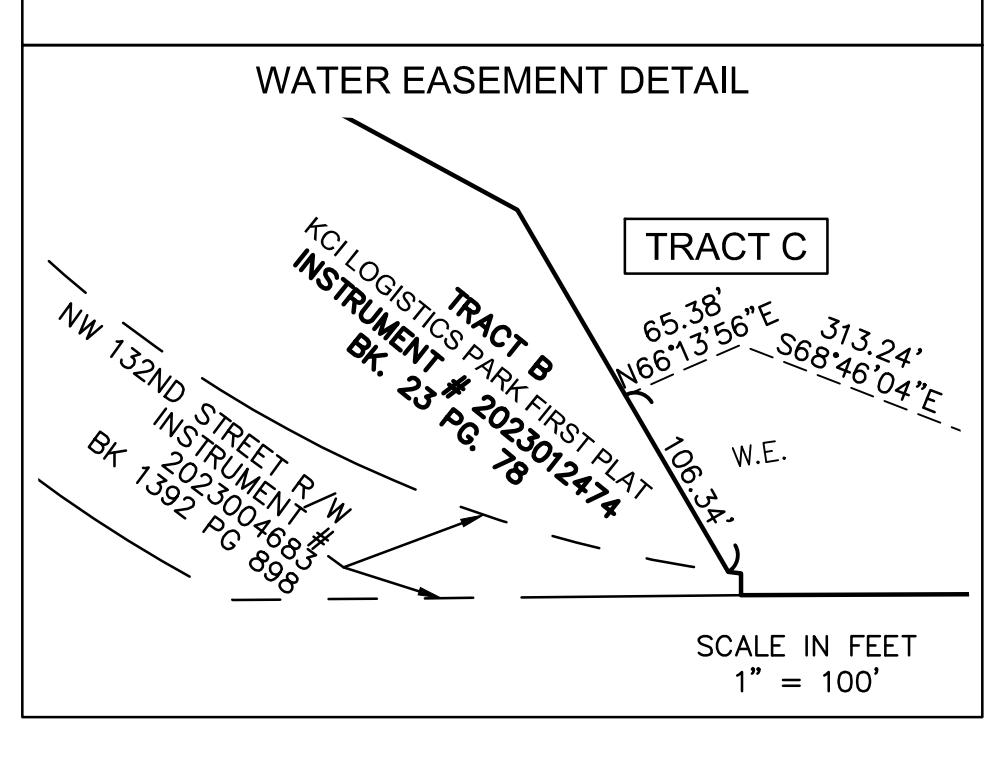 WATER EASEMENT DETAIL
TRACT C
TRACT B
KCI LOGISTICS PARK FIRST PLAT
INSTRUMENT # 2023012474
BK. 23 PG. 78
65.38'
N66°13'56"E
313.24'
S68°46'04"E
106.34'
W.E.
NW 132ND STREET R/W
INSTRUMENT #
2023004683
BK 1392 PG 898
SCALE IN FEET
1" = 100'